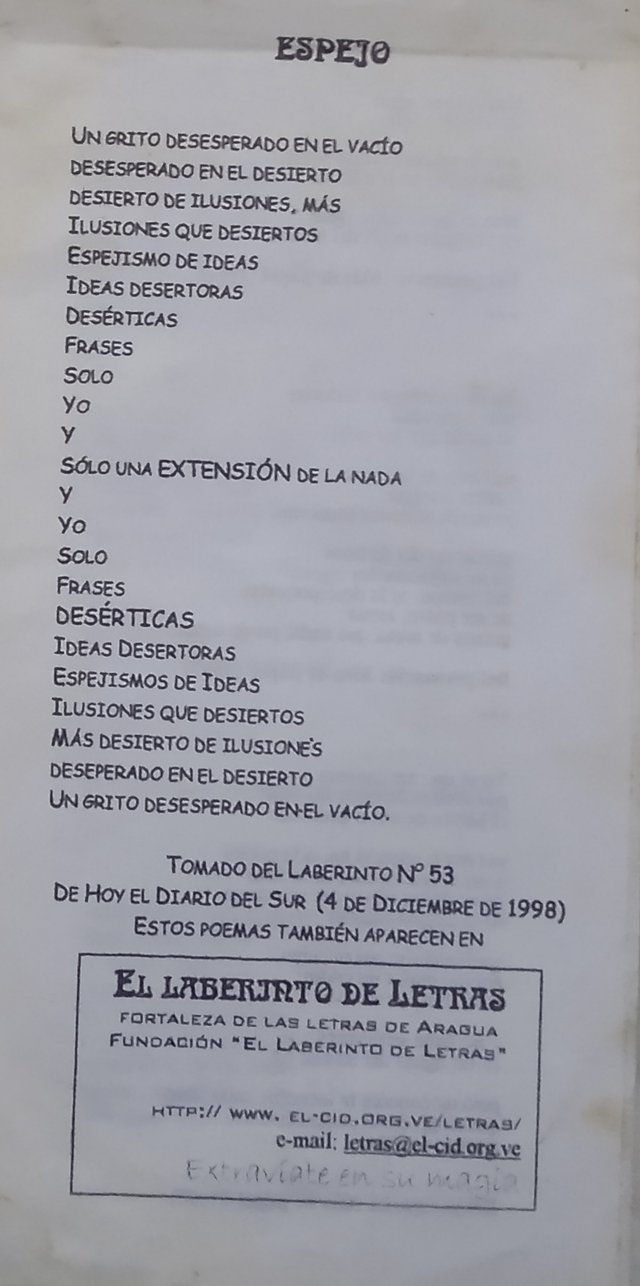 ESPEJO
UN GRITO DESESPERADO EN EL VACÍO
DESESPERADO EN EL DESIERTO
DESIERTO DE ILUSIONES, MÁS
ILUSIONES QUE DESIERTOS
ESPEJISMO DE IDEAS
IDEAS DESERTORAS
DESÉRTICAS
FRASES
SOLO
YO
Y
SÓLO UNA EXTENSIÓN DE LA NADA
Y
YO
SOLO
FRASES
DESÉRTICAS
IDEAS DESERTORAS
ESPEJISMOS DE IDEAS
ILUSIONES QUE DESIERTOS
MÁS DESIERTO DE ILUSIONES
DESEPERADO EN EL DESIERTO
UN GRITO DESESPERADO EN EL VACÍO.
TOMADO DEL LABERINTO Nº 53
DE HOY EL DIARIO DEL SUR (4 DE DICIEMBRE DE 1998)
ESTOS POEMAS TAMBIÉN APARECEN EN
EL LABERINTO DE LETRAS
FORTALEZA DE LAS LETRAS DE ARAGUA
FUNDACIÓN "EL LABERINTO DE LETRAS"
HTTP:// WWW. EL-CID.ORG.VE/LETRAS/
e-mail: letras@el-cid.org.ve
Extravíate en su magia